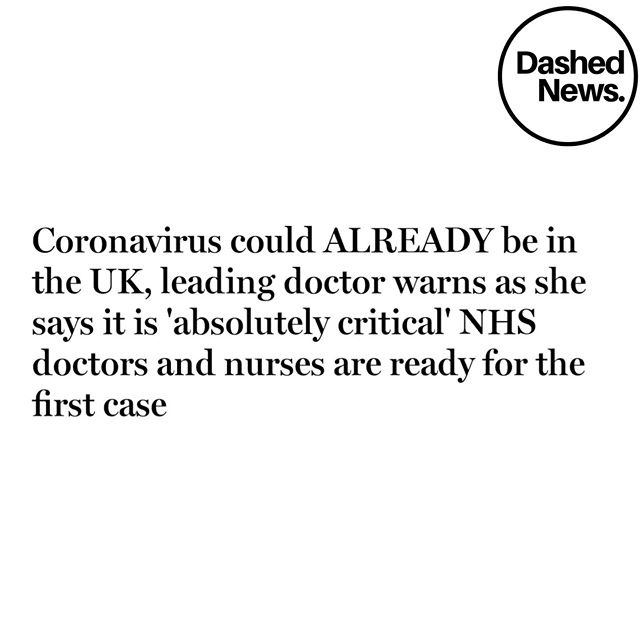 Dashed
News.
Coronavirus could ALREADY be in
the UK, leading doctor warns as she
says it is 'absolutely critical' NHS
doctors and nurses are ready for the
first case